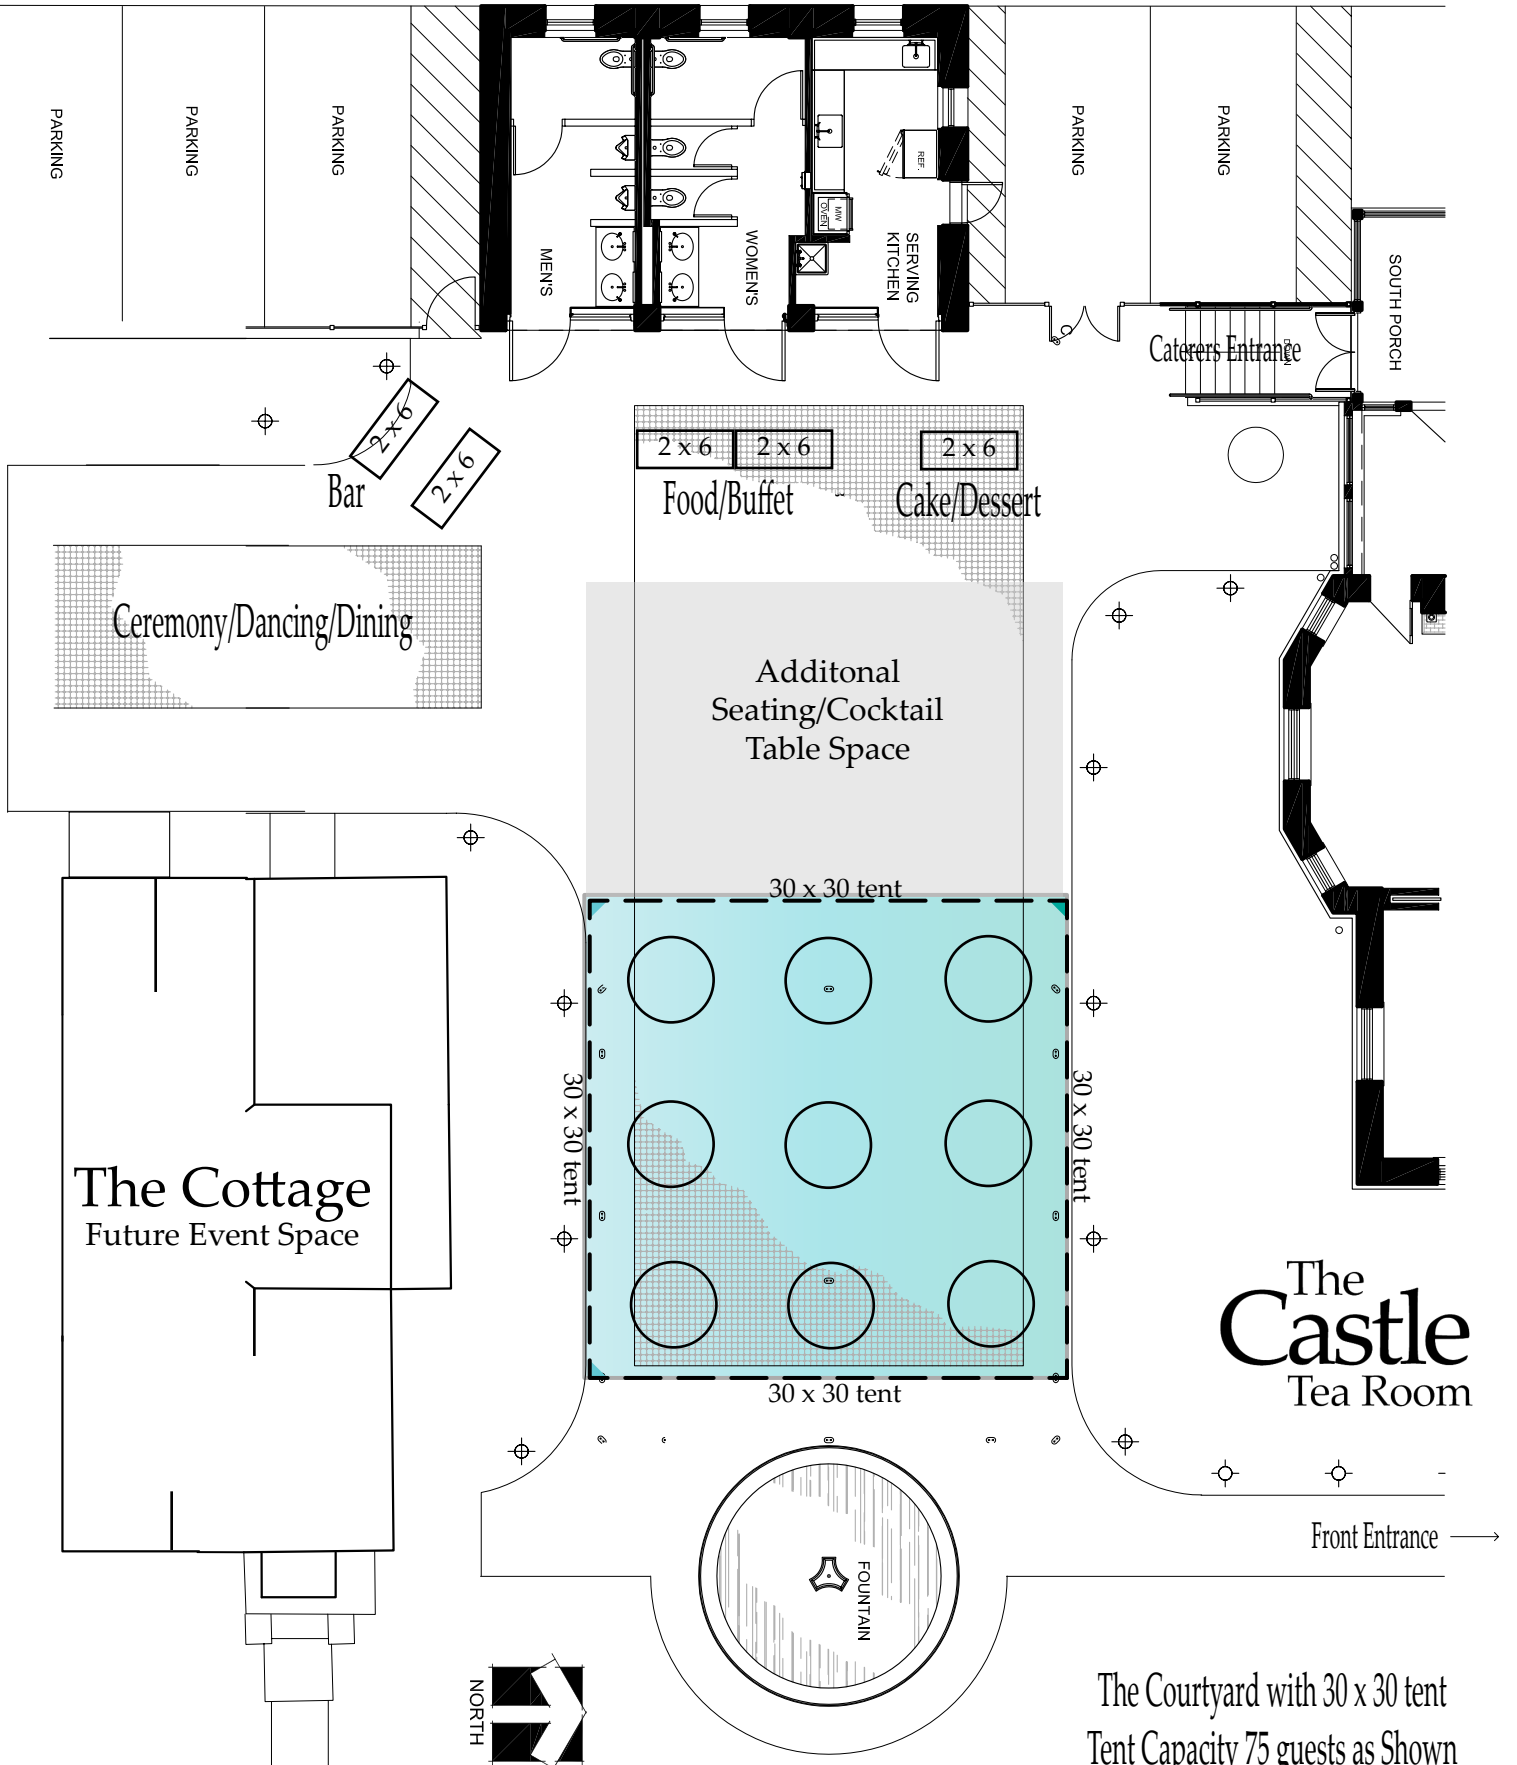 PARKING
PARKING
PARKING
PARKING
PARKING
REF.
MW
OVEN
MEN'S
WOMEN'S
SERVING
KITCHEN
SOUTH PORCH
Caterers Entrance
2 x 6
2 x 6
Bar
2 x 6
2 x 6
2 x 6
Food/Buffet
Cake/Dessert
Ceremony/Dancing/Dining
Additonal
Seating/Cocktail
Table Space
30 x 30 tent
30 x 30 tent
30 x 30 tent
30 x 30 tent
The Cottage
Future Event Space
The
Castle
Tea Room
Front Entrance
FOUNTAIN
NORTH
The Courtyard with 30 x 30 tent
Tent Capacity 75 guests as Shown